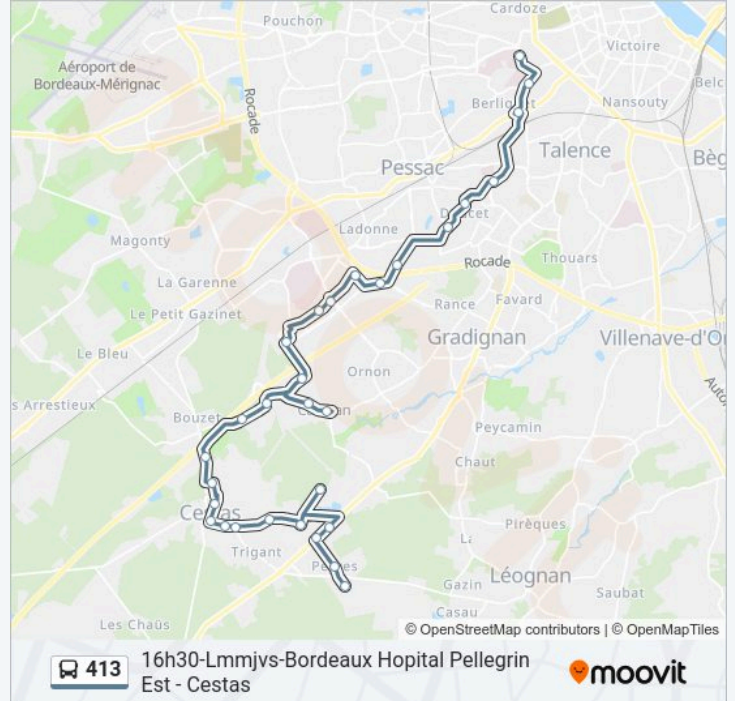 Cardoze
Pouchon
Victoire
Aéroport de
Bordeaux-Mérignac
Belc
Rocade
Nansouty
Talence
Pessac
Bèg
Ladonne
Magonty
Rocade
Thouars
La Garenne
Rance
Favard
Le Petit Gazinet
Gradignan
Villenave-d'Or
Le Bleu
Ornon
s Arrestieux
Bouzet
Auto
Peycamin
Chaut
Pirèques
Trigant
Léognan
Gazin
Saubat
Casau
Les Chaüs
© OpenStreetMap contributors | © OpenMapTiles
413
16h30-Lmmjvs-Bordeaux Hopital Pellegrin
Est - Cestas
moovit